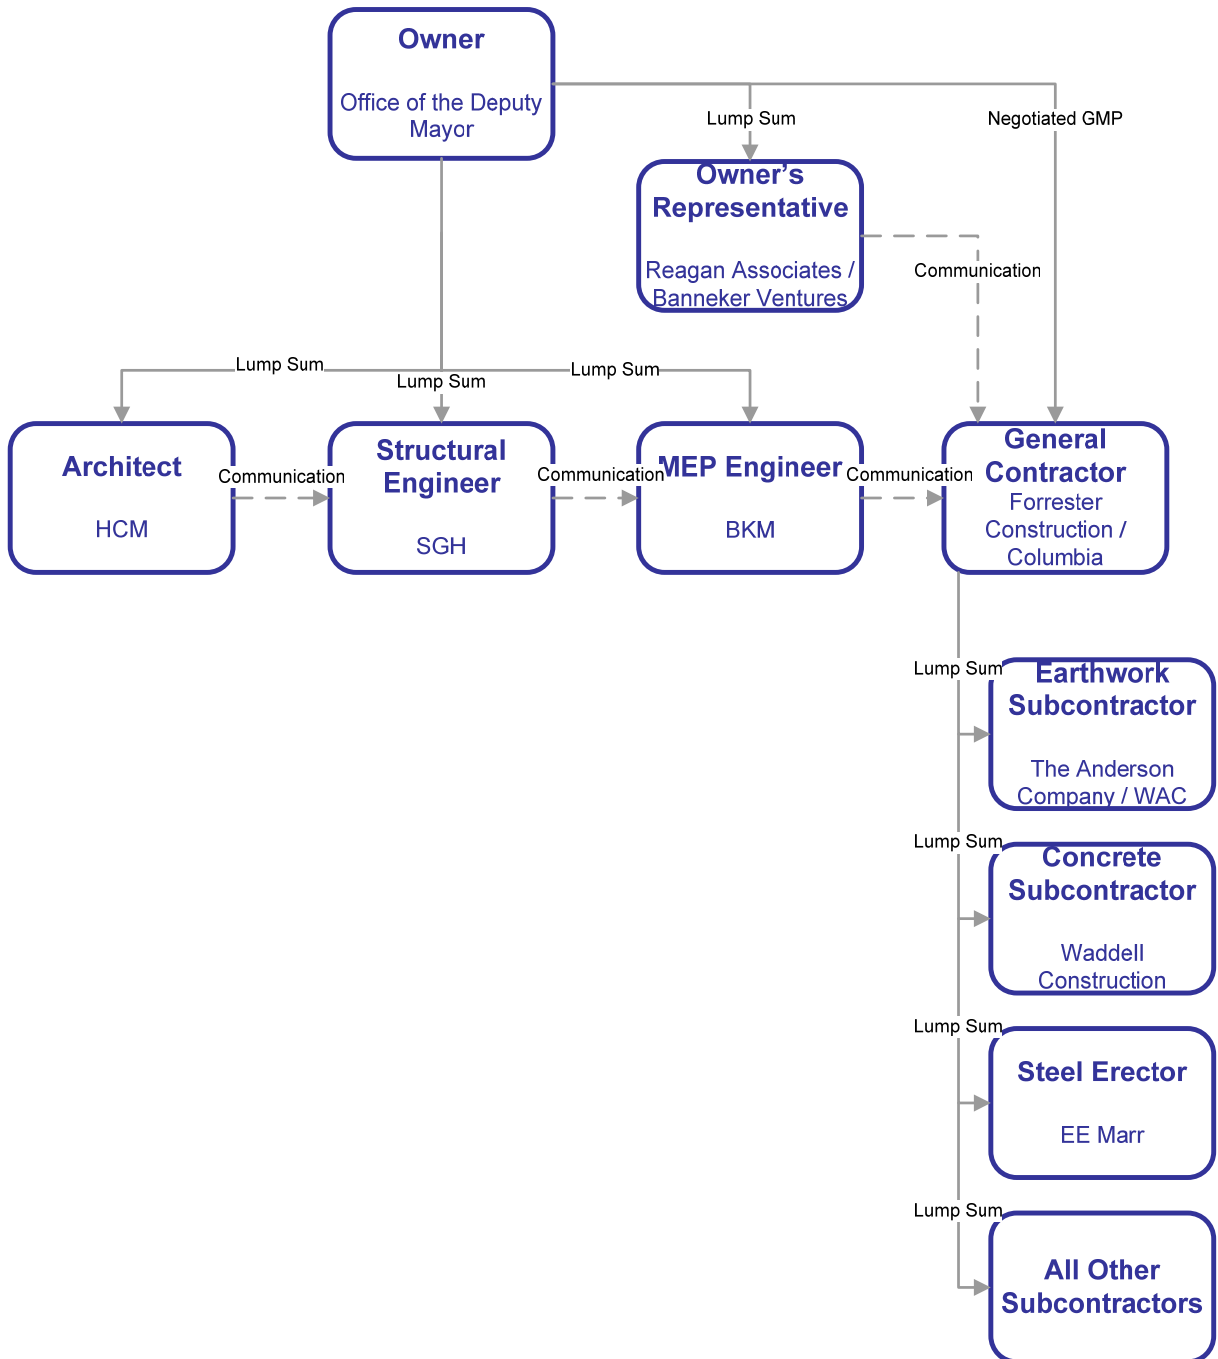 Owner
Office of the Deputy
Mayor
Lump Sum
Negotiated GMP
Owner's
Representative
Reagan Associates /
Banneker Ventures
Communication
Lump Sum
Lump Sum
Lump Sum
Architect
HCM
Communication
Structural
Engineer
SGH
Communication
MEP Engineer
BKM
Communication
General
Contractor
Forrester
Construction /
Columbia
Lump Sum
Earthwork
Subcontractor
The Anderson
Company / WAC
Lump Sum
Concrete
Subcontractor
Waddell
Construction
Lump Sum
Steel Erector
EE Marr
Lump Sum
All Other
Subcontractors